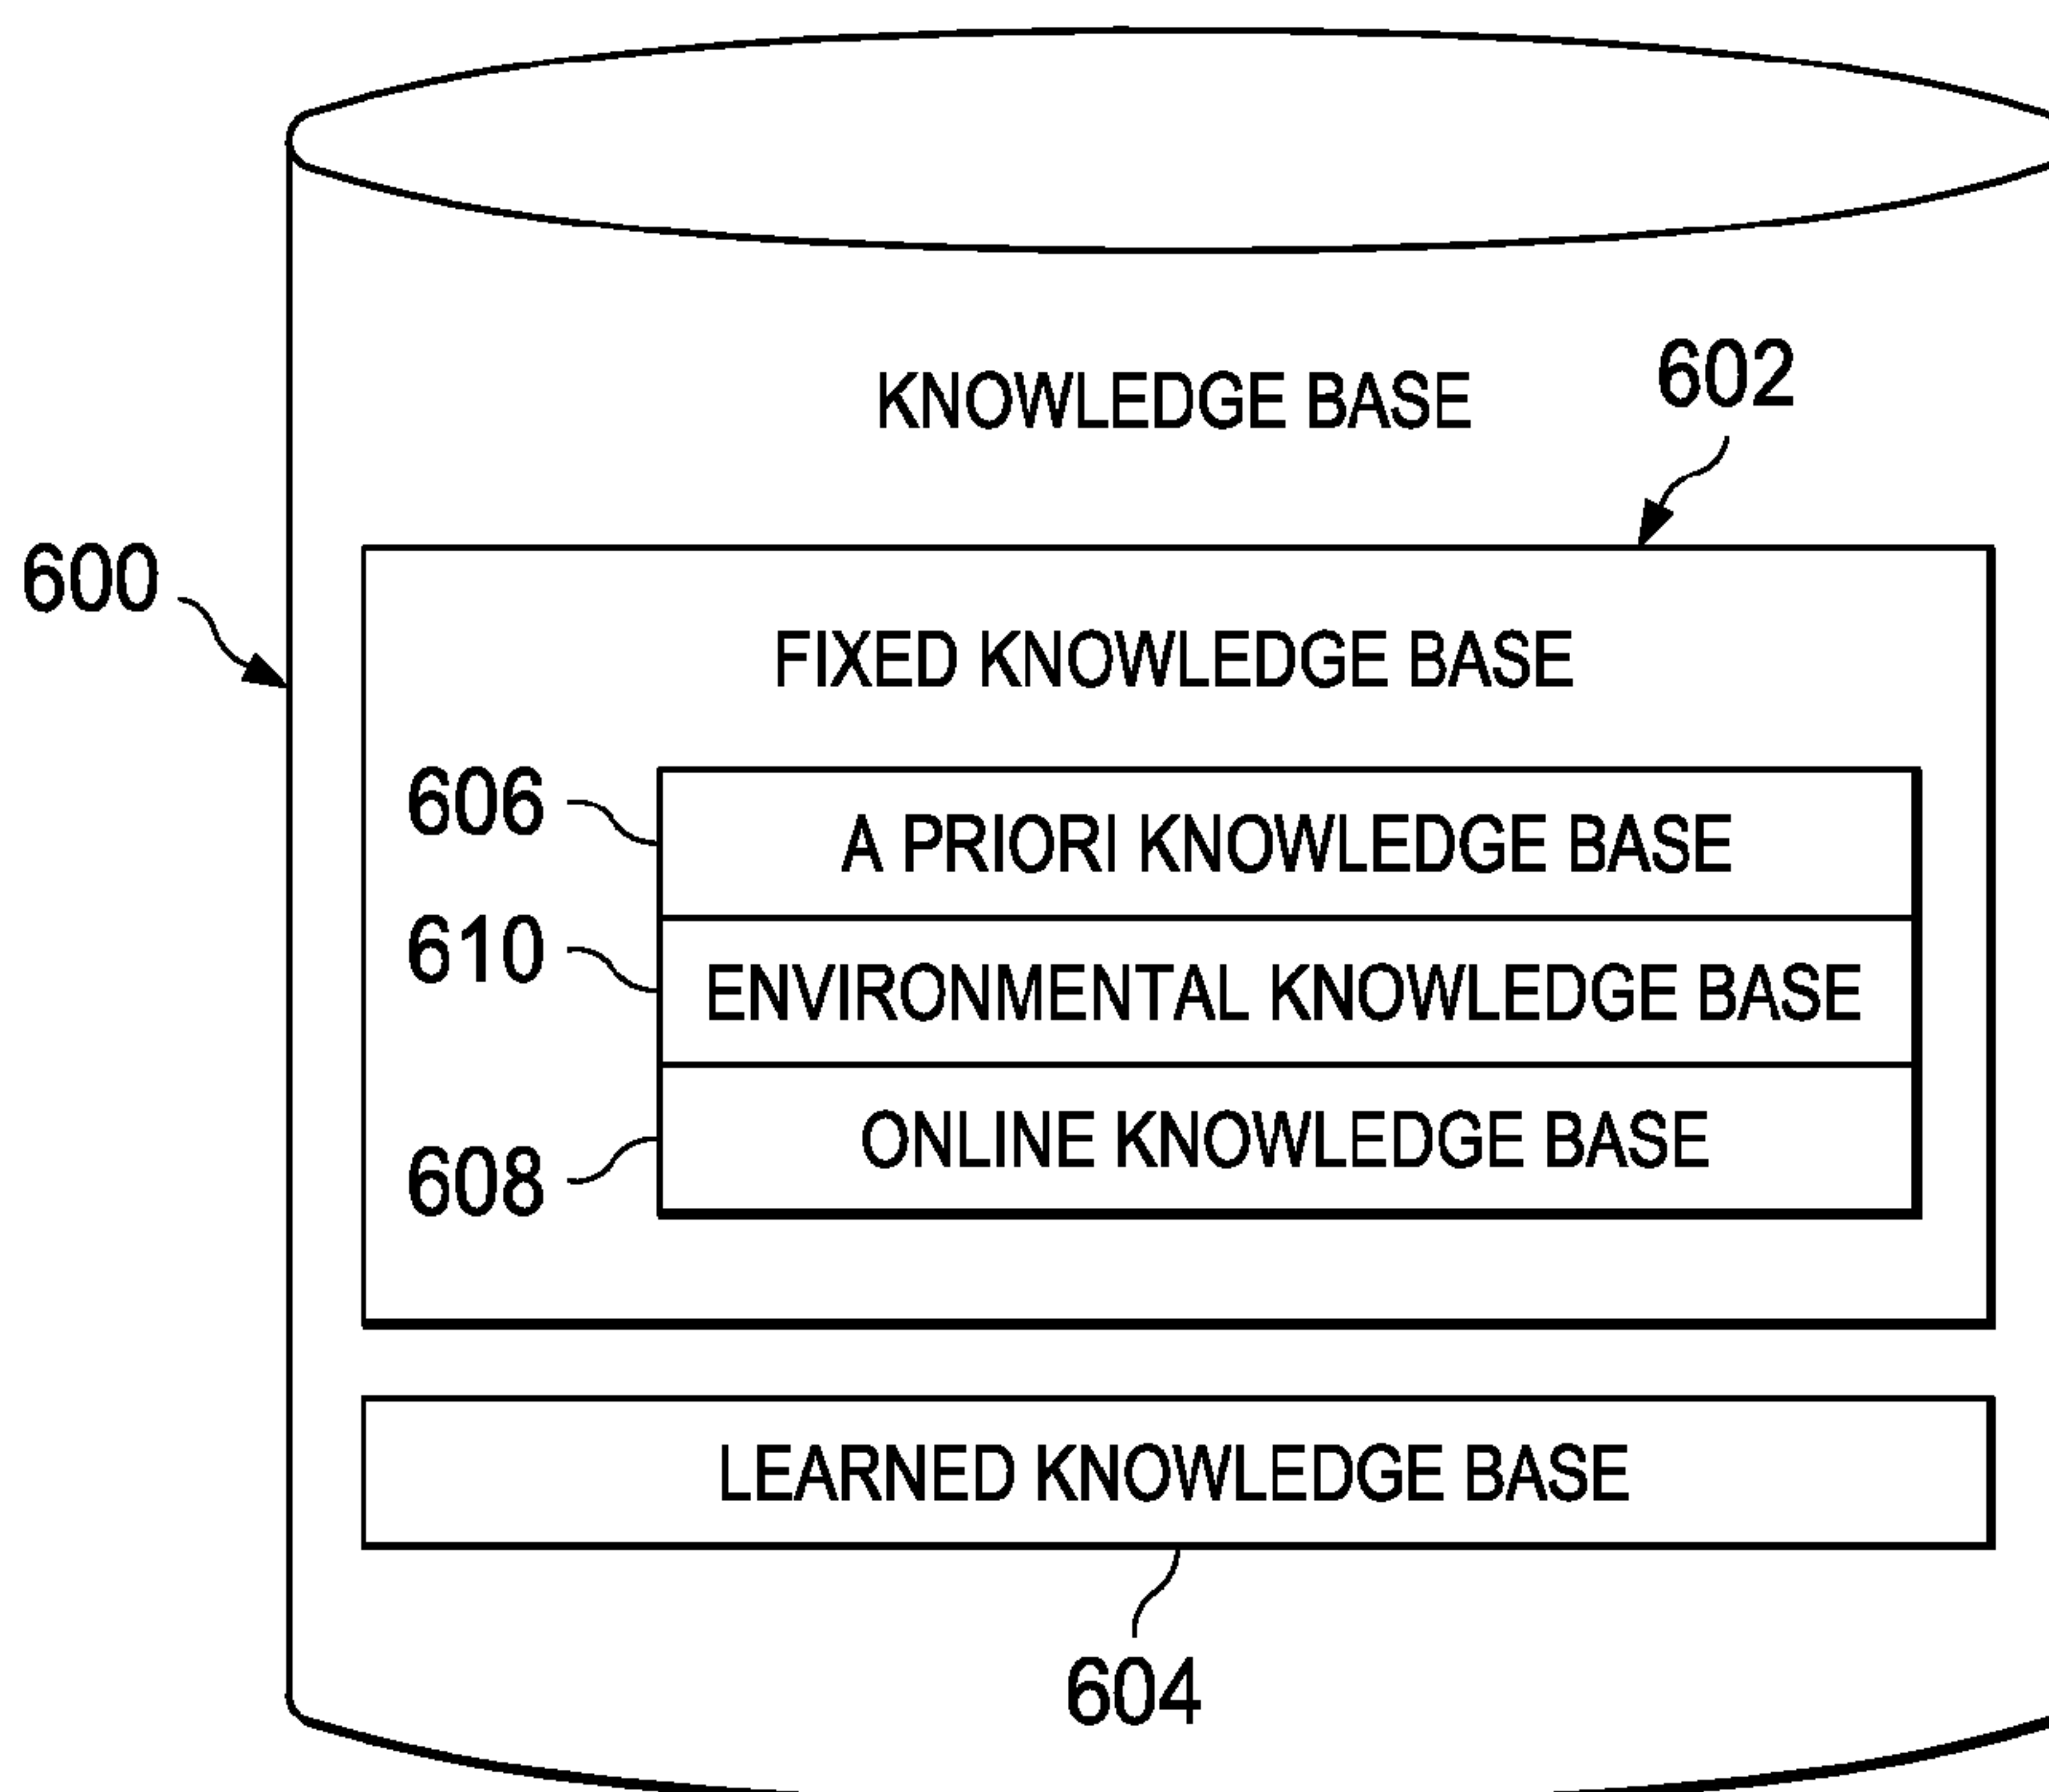 KNOWLEDGE BASE
602
600
FIXED KNOWLEDGE BASE
606
A PRIORI KNOWLEDGE BASE
610
ENVIRONMENTAL KNOWLEDGE BASE
ONLINE KNOWLEDGE BASE
608
LEARNED KNOWLEDGE BASE
604